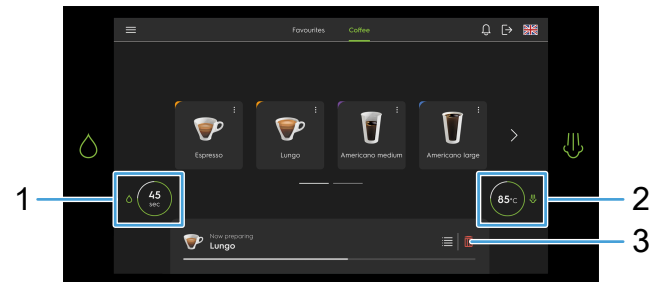 Favourites Coffee
Espresso
Lungo
Americano medium
Americano large
1
45
sec
85°C
2
Now preparing
Lungo
3